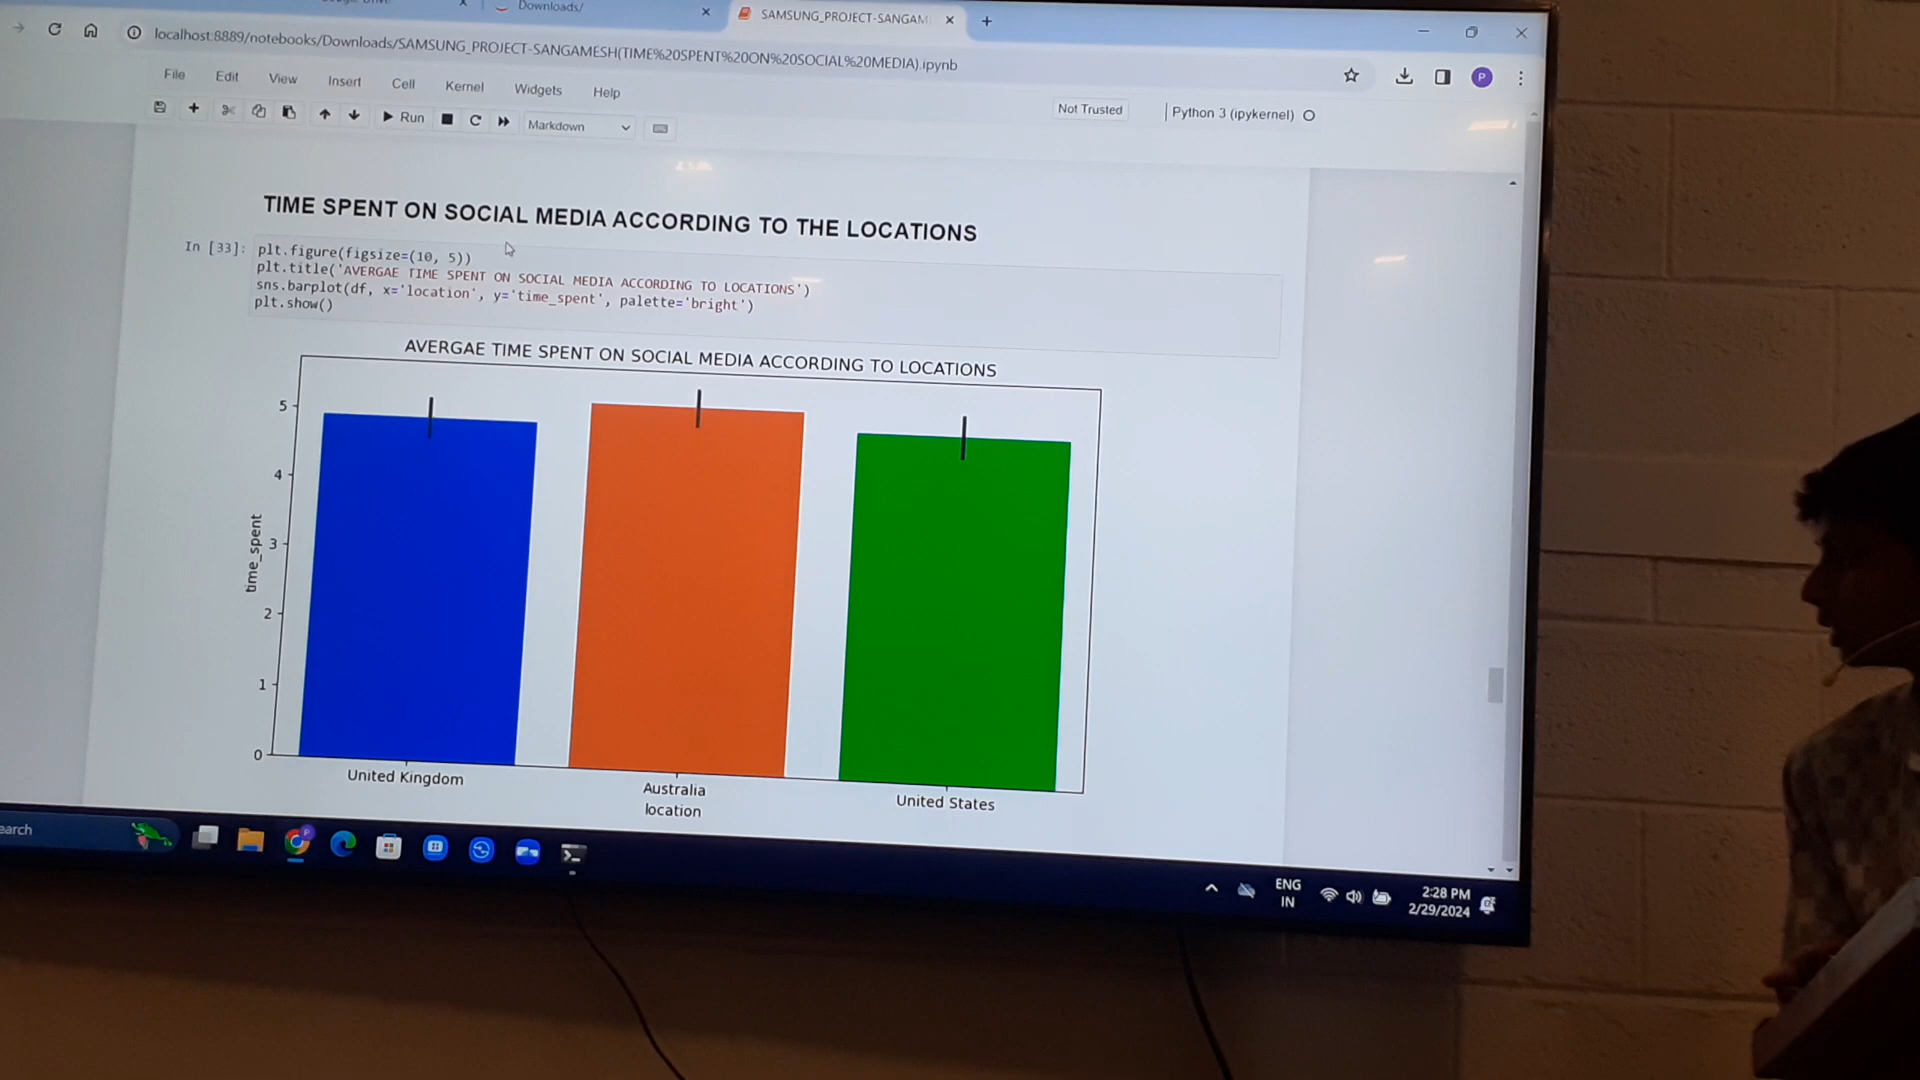 Downloads/
SAMSUNG_PROJECT-SANGAM
localhost:8889/notebooks/Downloads/SAMSUNG_PROJECT-SANGAMESH(TIME%20SPENT%20ON%20SOCIAL%20MEDIA).ipynb
P
File Edit View Insert Cell Kernel Widgets Help
Not Trusted
Python 3 (ipykernel)
Run
Markdown
TIME SPENT ON SOCIAL MEDIA ACCORDING TO THE LOCATIONS
In [33]: plt.figure(figsize=(10, 5))
plt.title('AVERGAE TIME SPENT ON SOCIAL MEDIA ACCORDING TO LOCATIONS')
sns.barplot(df, x='location', y='time_spent', palette='bright')
plt.show()
AVERGAE TIME SPENT ON SOCIAL MEDIA ACCORDING TO LOCATIONS
5
4
3
2
1
0
time_spent
United Kingdom
Australia
United States
location
earch
ENG
IN
2:28 PM
2/29/2024